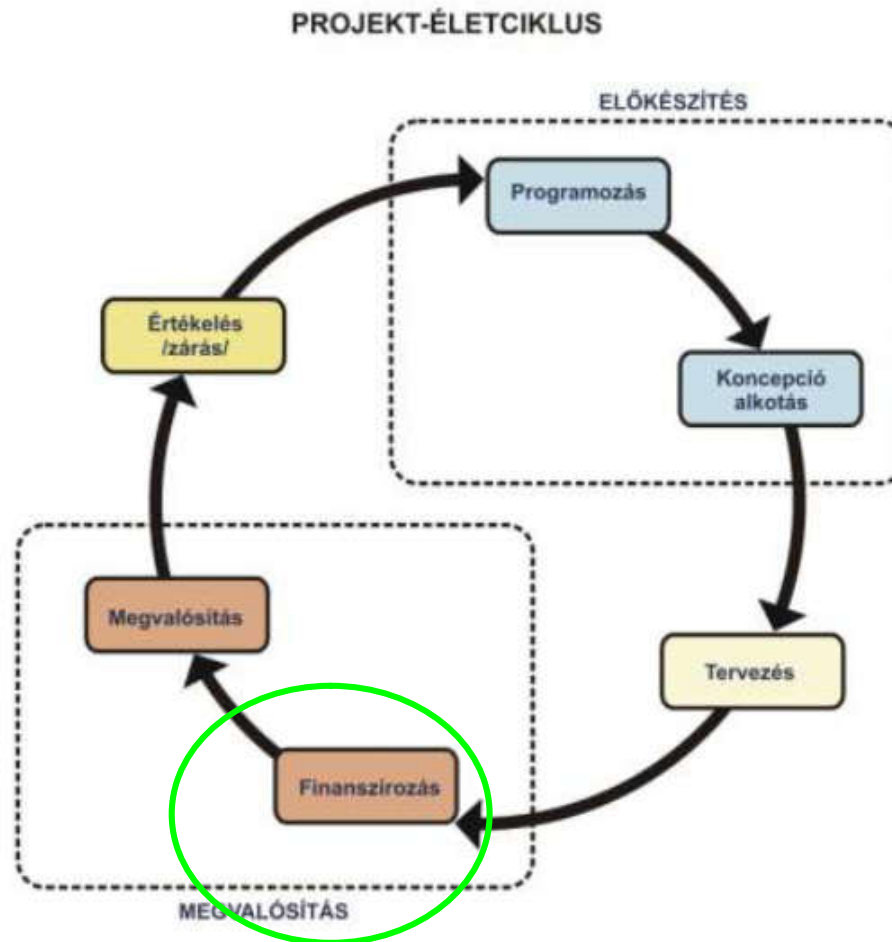 PROJEKT-ÉLETCIKLUS
ELŐKÉSZÍTÉS
Programozás
Értékelés
/zárás/
Koncepció
alkotás
Megvalósítás
Tervezés
Finanszírozás
MEGVALÓSÍTÁS